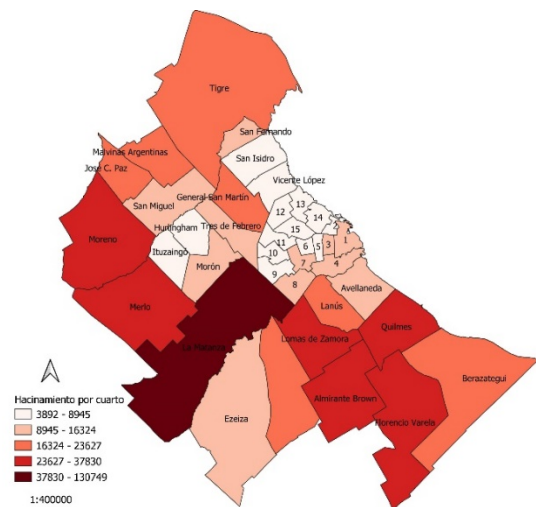 Tigre
San Fernando
Malvinas Argentinas
San Isidro
José C. Paz
Vicente López
General San Martín
San Miguel
13
12
14
Hurlingham
Tres de Febrero
15
Moreno
11
6
5
3
1
Ituzaingó
10
7
4
Morón
9
8
Avellaneda
Merlo
Lanús
Quilmes
La Matanza
Lomas de Zamora
Berazategui
Hacinamiento por cuarto
3892 - 8945
8945 - 16324
16324 - 23627
23627 - 37830
37830 - 130749
Almirante Brown
Ezeiza
Florencio Varela
1:400000